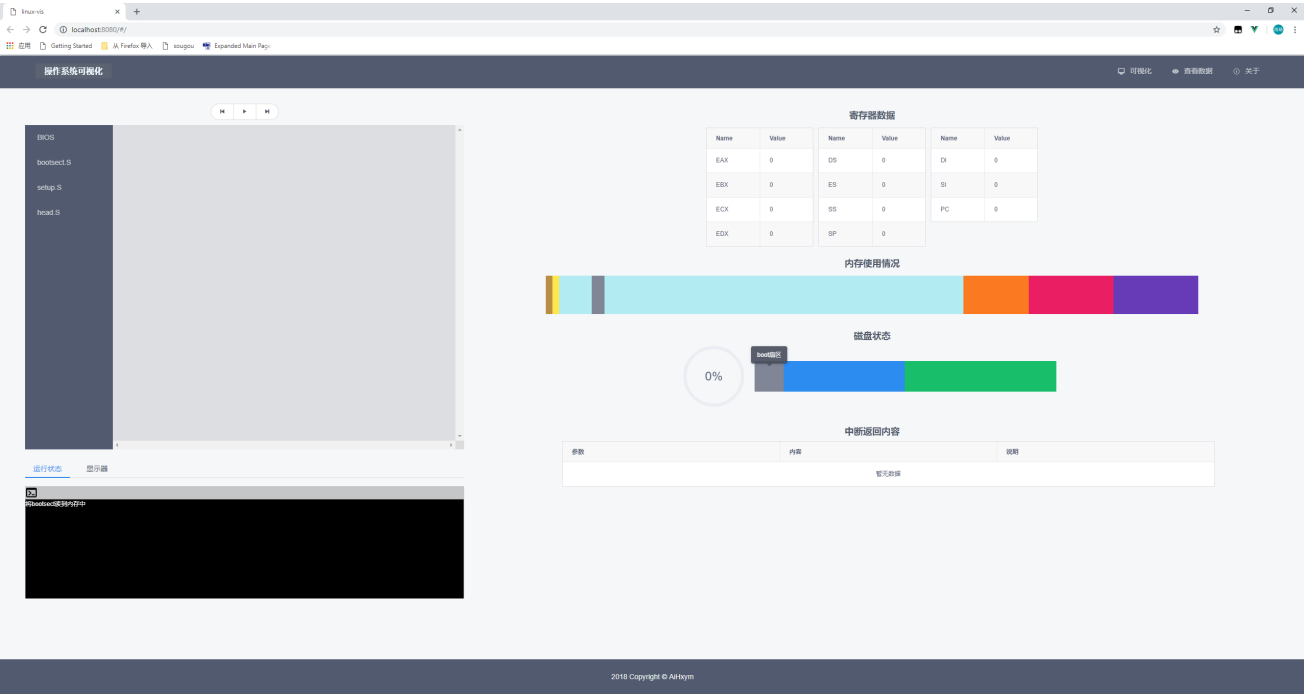 linux-vis
localhost:8080/#/
应用 Getting Started 从 Firefox 导入 sougou Expanded Main Page
操作系统可视化 可视化 查看数据 关于
BIOS
bootsect.S
setup.S
head.S
运行状态 显示器
将bootsect读到内存中
寄存器数据
Name Value Name Value Name Value
EAX 0 DS 0 DI 0
EBX 0 ES 0 SI 0
ECX 0 SS 0 PC 0
EDX 0 SP 0
内存使用情况
磁盘状态
boot扇区
0%
中断返回内容
参数 内容 说明
暂无数据
2018 Copyright © AiHxym